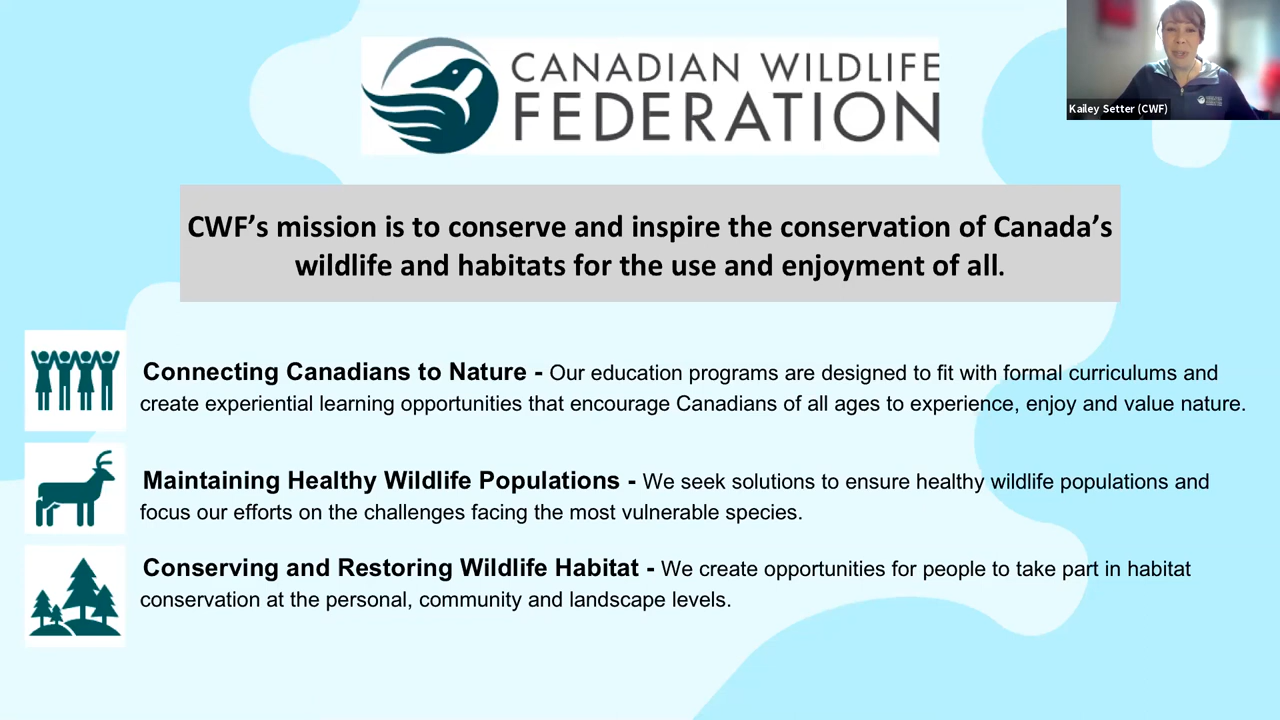 CANADIAN WILDLIFE
FEDERATION
Kailey Setter (CWF)
CWF’s mission is to conserve and inspire the conservation of Canada’s
wildlife and habitats for the use and enjoyment of all.
Connecting Canadians to Nature - Our education programs are designed to fit with formal curriculums and
create experiential learning opportunities that encourage Canadians of all ages to experience, enjoy and value nature.
Maintaining Healthy Wildlife Populations - We seek solutions to ensure healthy wildlife populations and
focus our efforts on the challenges facing the most vulnerable species.
Conserving and Restoring Wildlife Habitat - We create opportunities for people to take part in habitat
conservation at the personal, community and landscape levels.